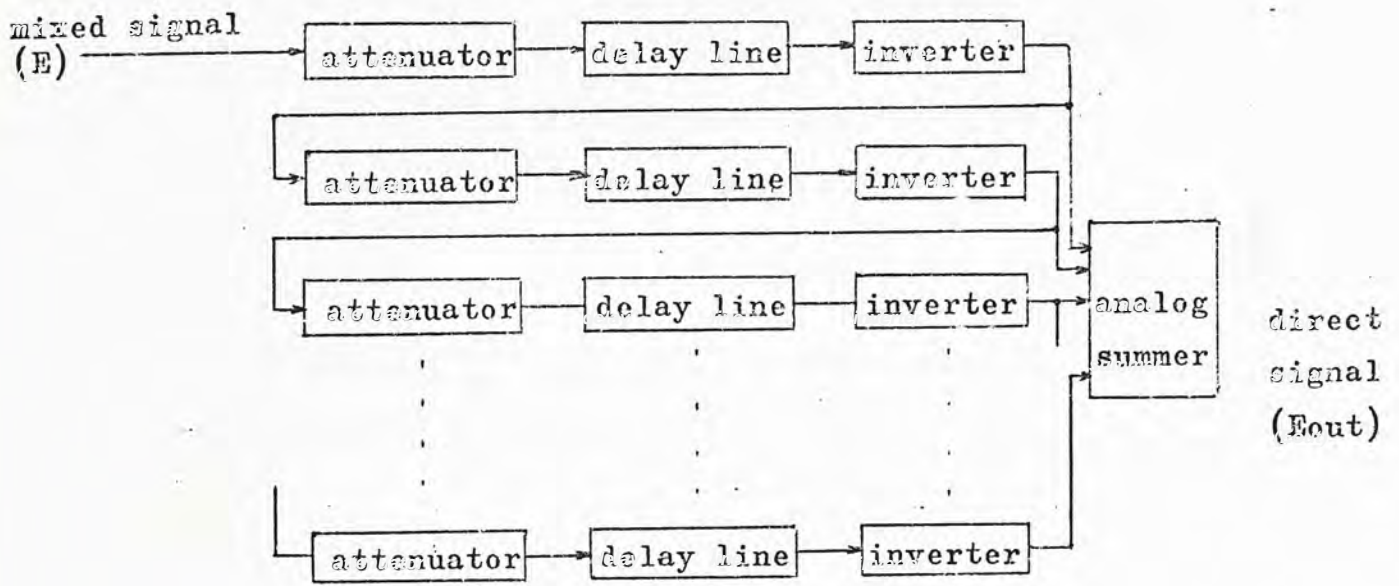 mixed signal
(E)
attenuator
delay line
inverter
attenuator
delay line
inverter
attenuator
delay line
inverter
analog
summer
direct
signal
(Eout)
attenuator
delay line
inverter